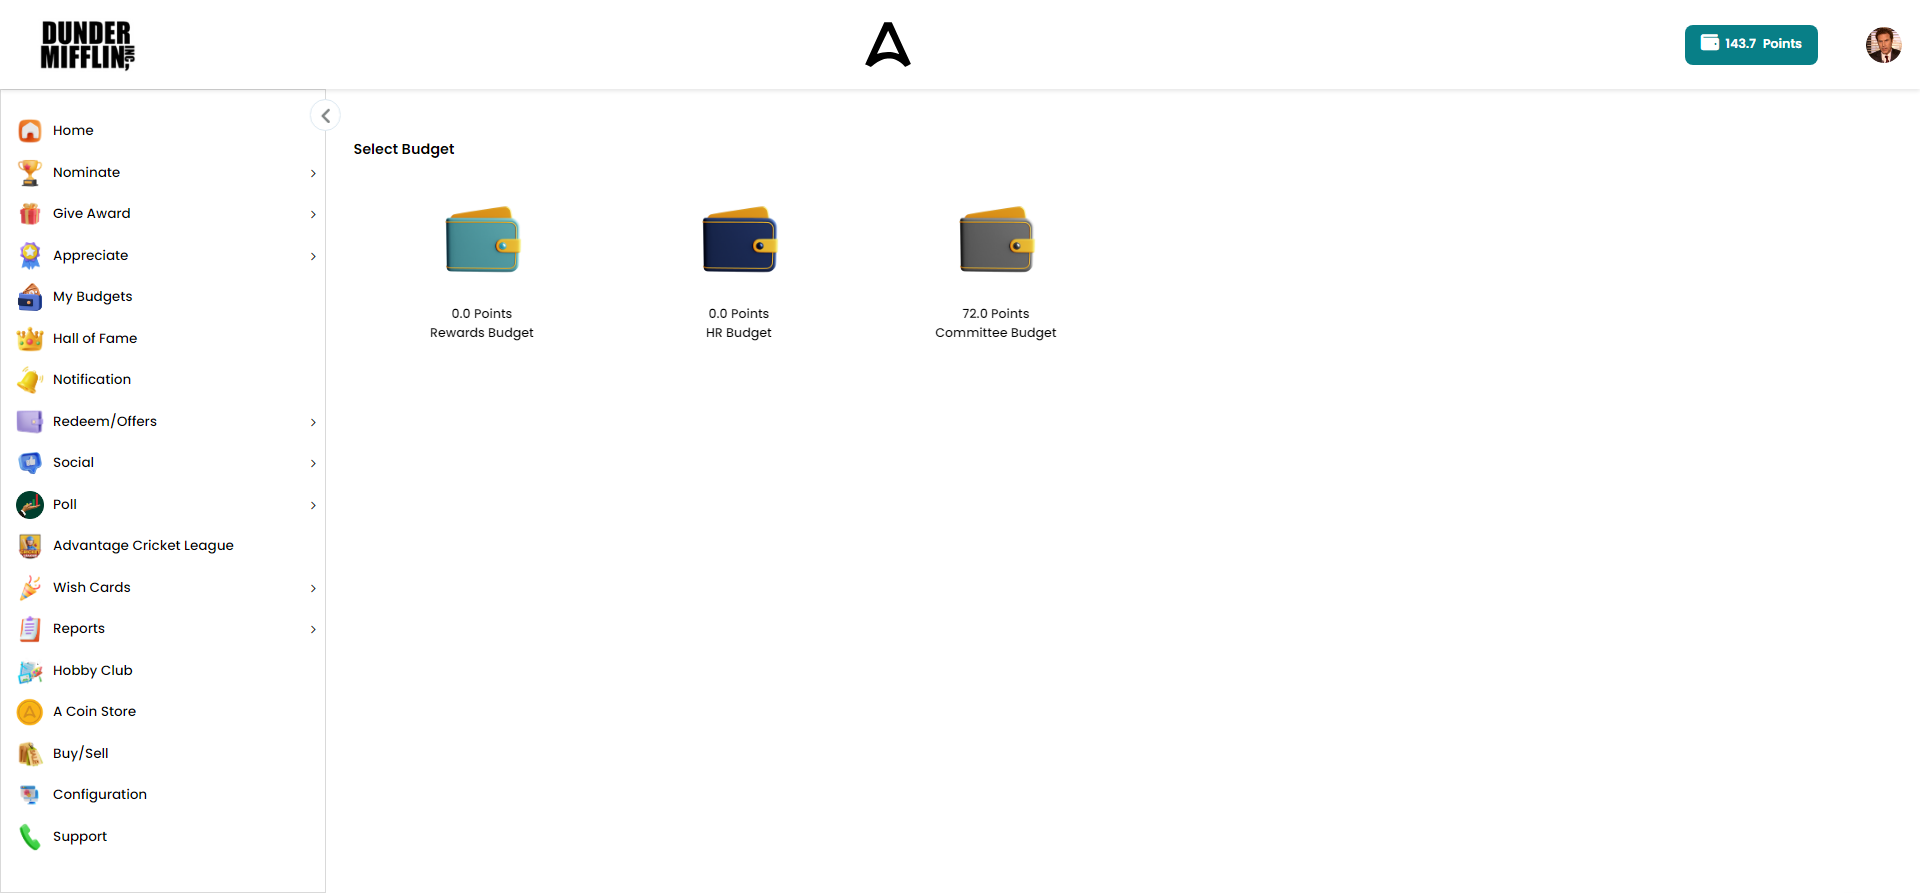 DUNDER
MIFFLIN, INC
143.7 Points
Home
Nominate
Give Award
Appreciate
My Budgets
Hall of Fame
Notification
Redeem/Offers
Social
Poll
Advantage Cricket League
Wish Cards
Reports
Hobby Club
A Coin Store
Buy/Sell
Configuration
Support
Select Budget
0.0 Points
Rewards Budget
0.0 Points
HR Budget
72.0 Points
Committee Budget